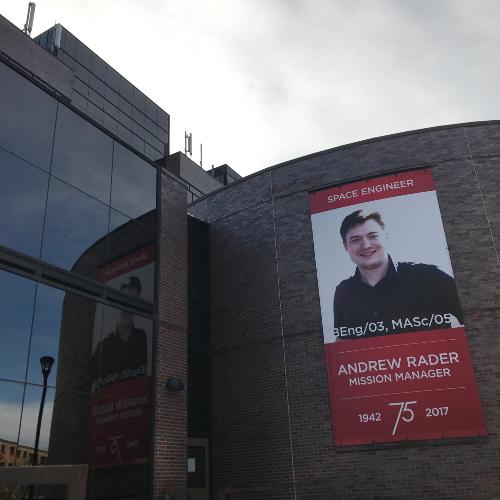 SPACE ENGINEER
BEng/03, MASc/05
ANDREW RADER
MISSION MANAGER
1942 75 2017